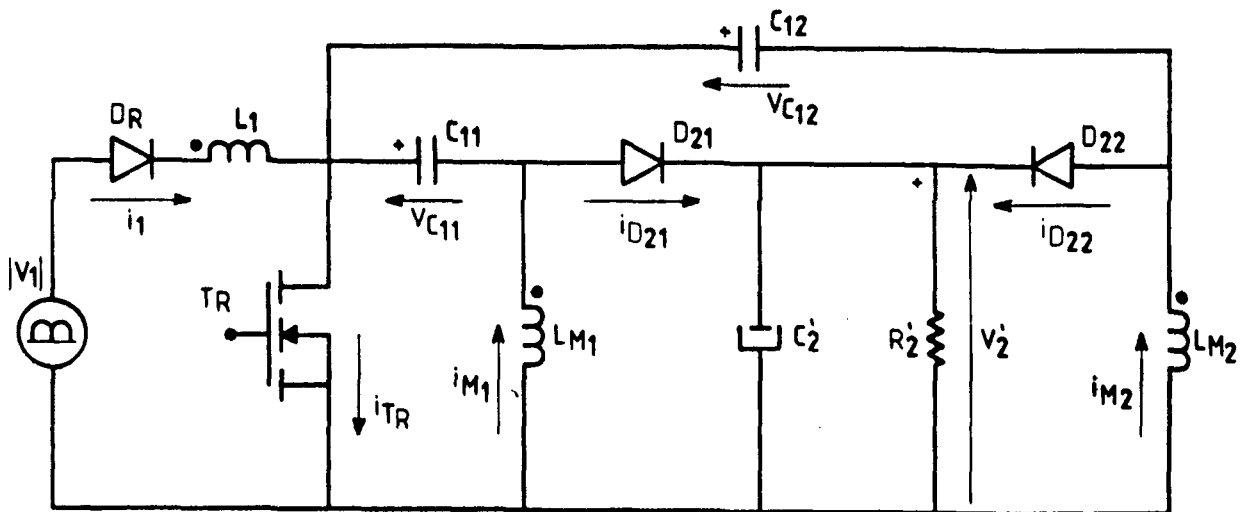 C12
+
VC12
DR
L1
+
C11
D21
D22
i1
VC11
iD21
+
iD22
|V1|
TR
LM1
C'2
R'2
V'2
LM2
iM1
iM2
iTR